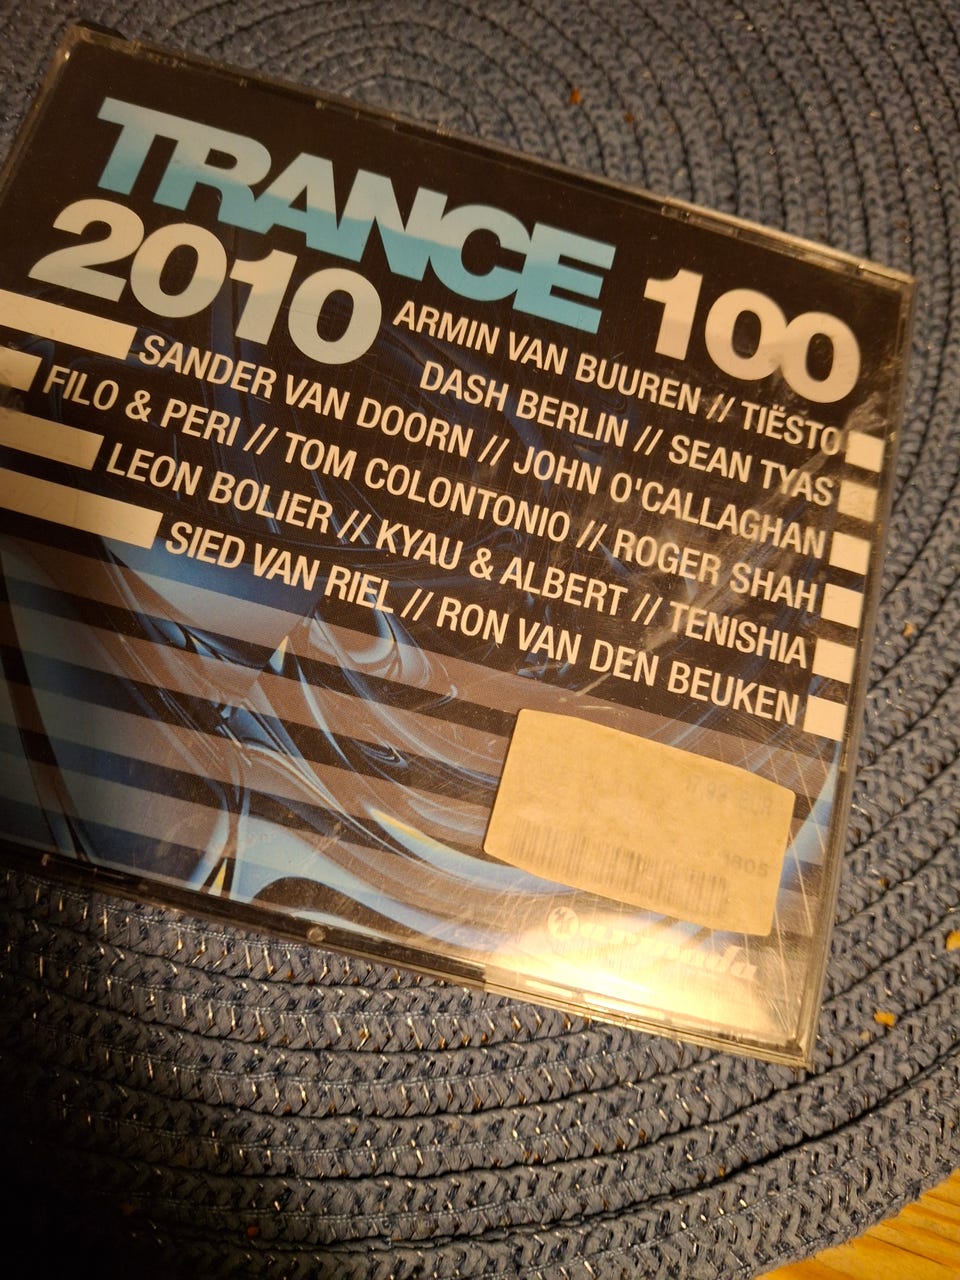 TRANCE 100
2010
ARMIN VAN BUUREN // TIËSTO
DASH BERLIN // SEAN TYAS
SANDER VAN DOORN // JOHN O'CALLAGHAN
FILO & PERI // TOM COLONTONIO // ROGER SHAH
LEON BOLIER // KYAU & ALBERT // TENISHIA
SIED VAN RIEL // RON VAN DEN BEUKEN
armada